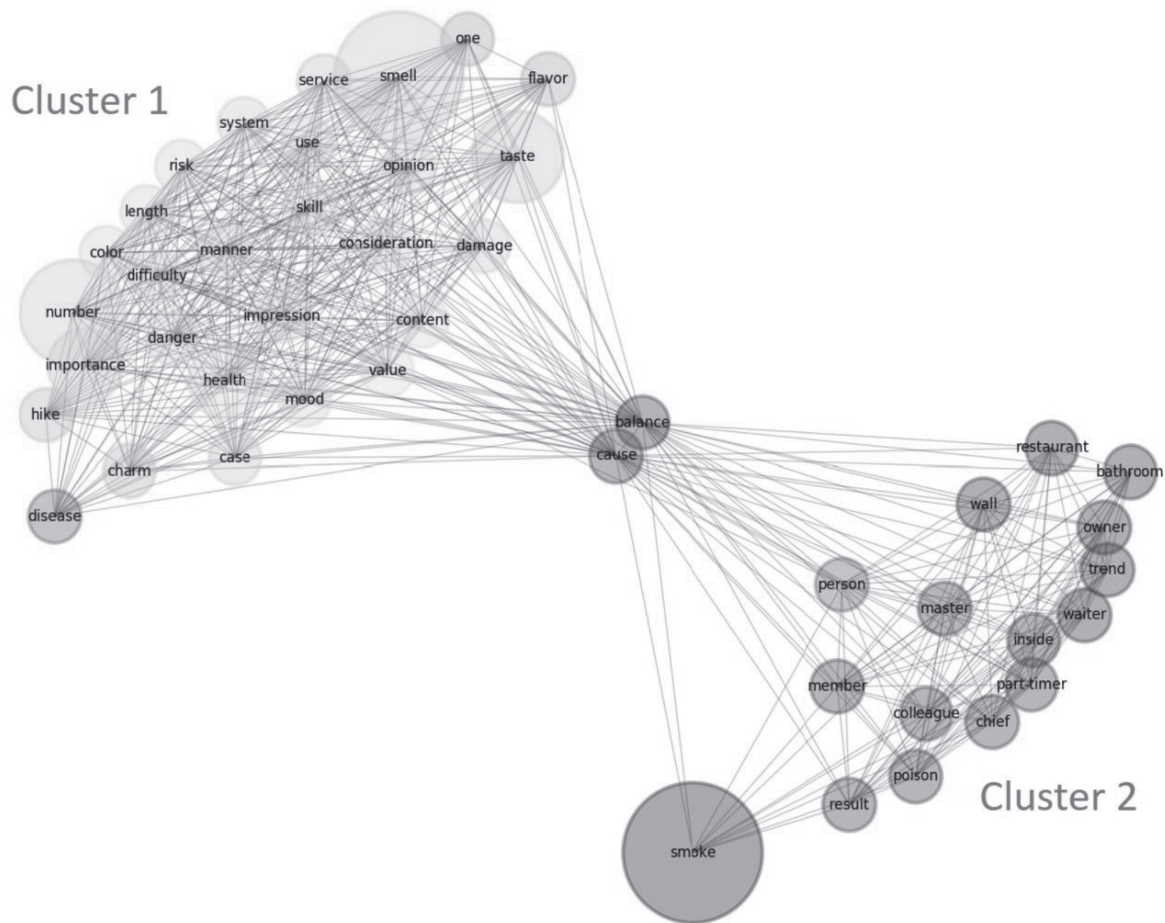 Cluster 1
one
smell
service
flavor
system
use
taste
risk
opinion
length
skill
color
manner
consideration
damage
difficulty
number
impression
content
danger
importance
value
health
mood
hike
case
charm
disease
balance
cause
restaurant
bathroom
wall
owner
trend
person
master
waiter
inside
member
part-timer
colleague
chief
poison
result
Cluster 2
smoke